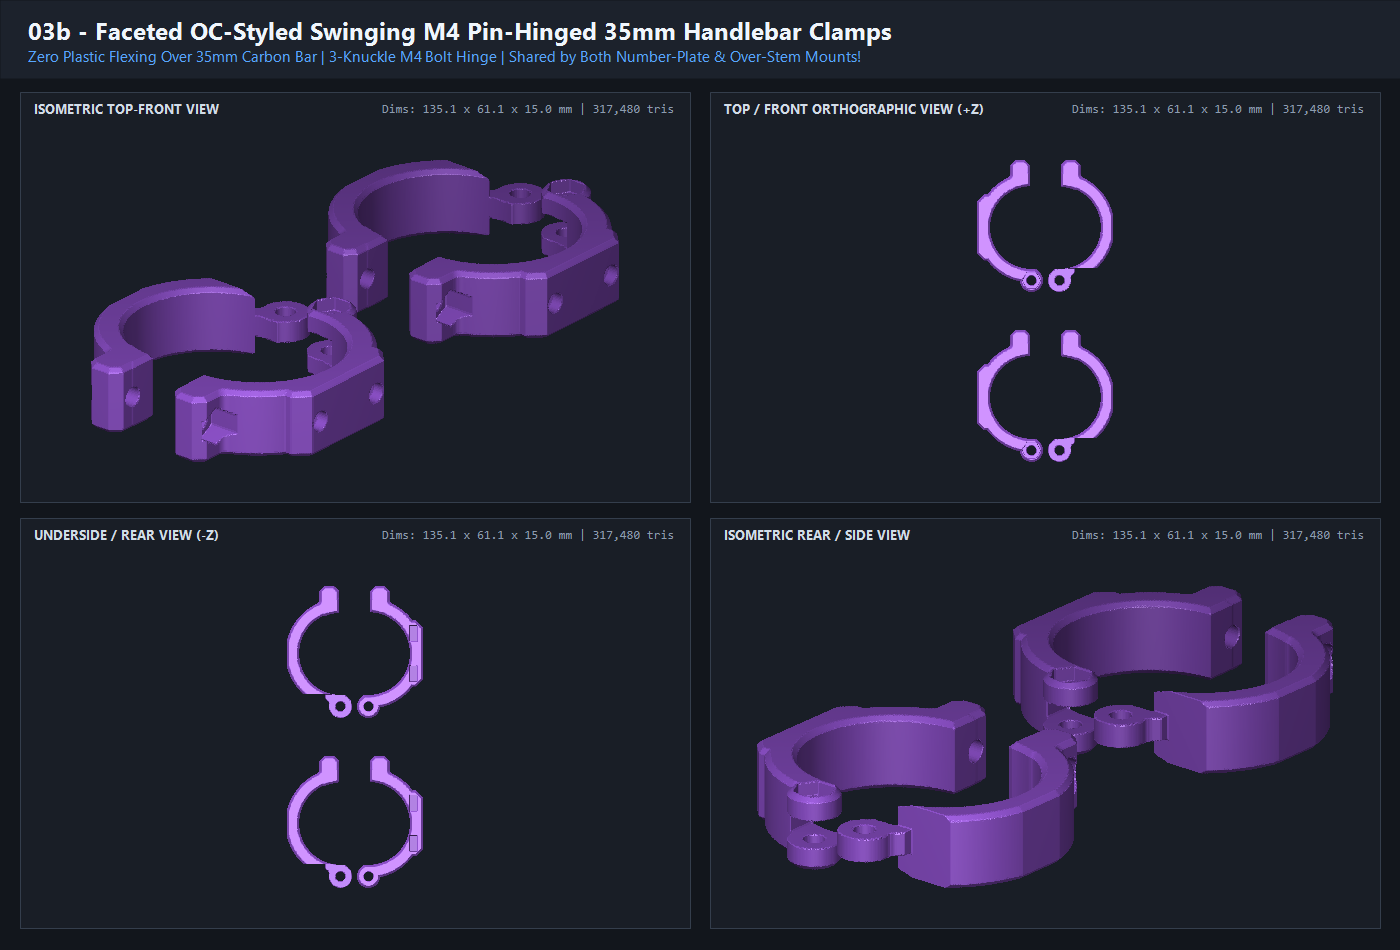 03b - Faceted OC-Styled Swinging M4 Pin-Hinged 35mm Handlebar Clamps
Zero Plastic Flexing Over 35mm Carbon Bar | 3-Knuckle M4 Bolt Hinge | Shared by Both Number-Plate & Over-Stem Mounts!
ISOMETRIC TOP-FRONT VIEW
Dims: 135.1 x 61.1 x 15.0 mm | 317,480 tris
TOP / FRONT ORTHOGRAPHIC VIEW (+Z)
Dims: 135.1 x 61.1 x 15.0 mm | 317,480 tris
UNDERSIDE / REAR VIEW (-Z)
Dims: 135.1 x 61.1 x 15.0 mm | 317,480 tris
ISOMETRIC REAR / SIDE VIEW
Dims: 135.1 x 61.1 x 15.0 mm | 317,480 tris